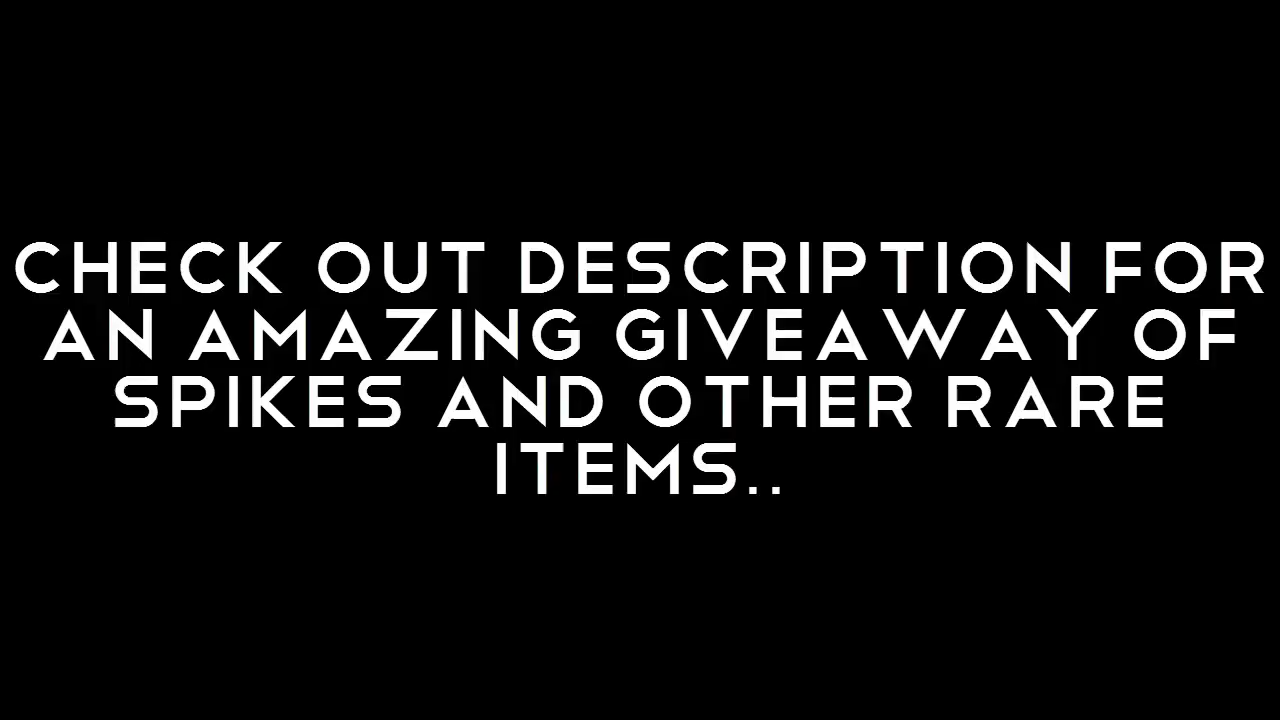 CHECK OUT DESCRIPTION FOR
AN AMAZING GIVEAWAY OF
SPIKES AND OTHER RARE
ITEMS..